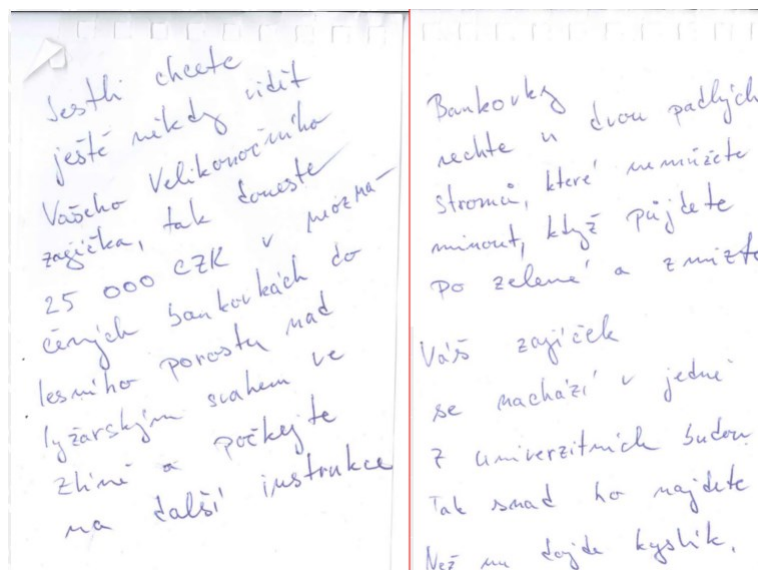 Jestli chcete
ještě někdy vidět
Vašeho Velikonočního
zajíčka, tak doneste
25 000 CZK v neozna-
čených bankovkách do
lesního porostu nad
lyžařským svahem ve
Zlíně a počkejte
na další instrukce
Bankovky
nechte u dvou padlých
stromů, které nemůžete
minout, když půjdete
po zelené a zmizte
Váš zajíček
se nachází v jedné
z univerzitních budov
Tak snad ho najdete
Než mu dojde kyslík.